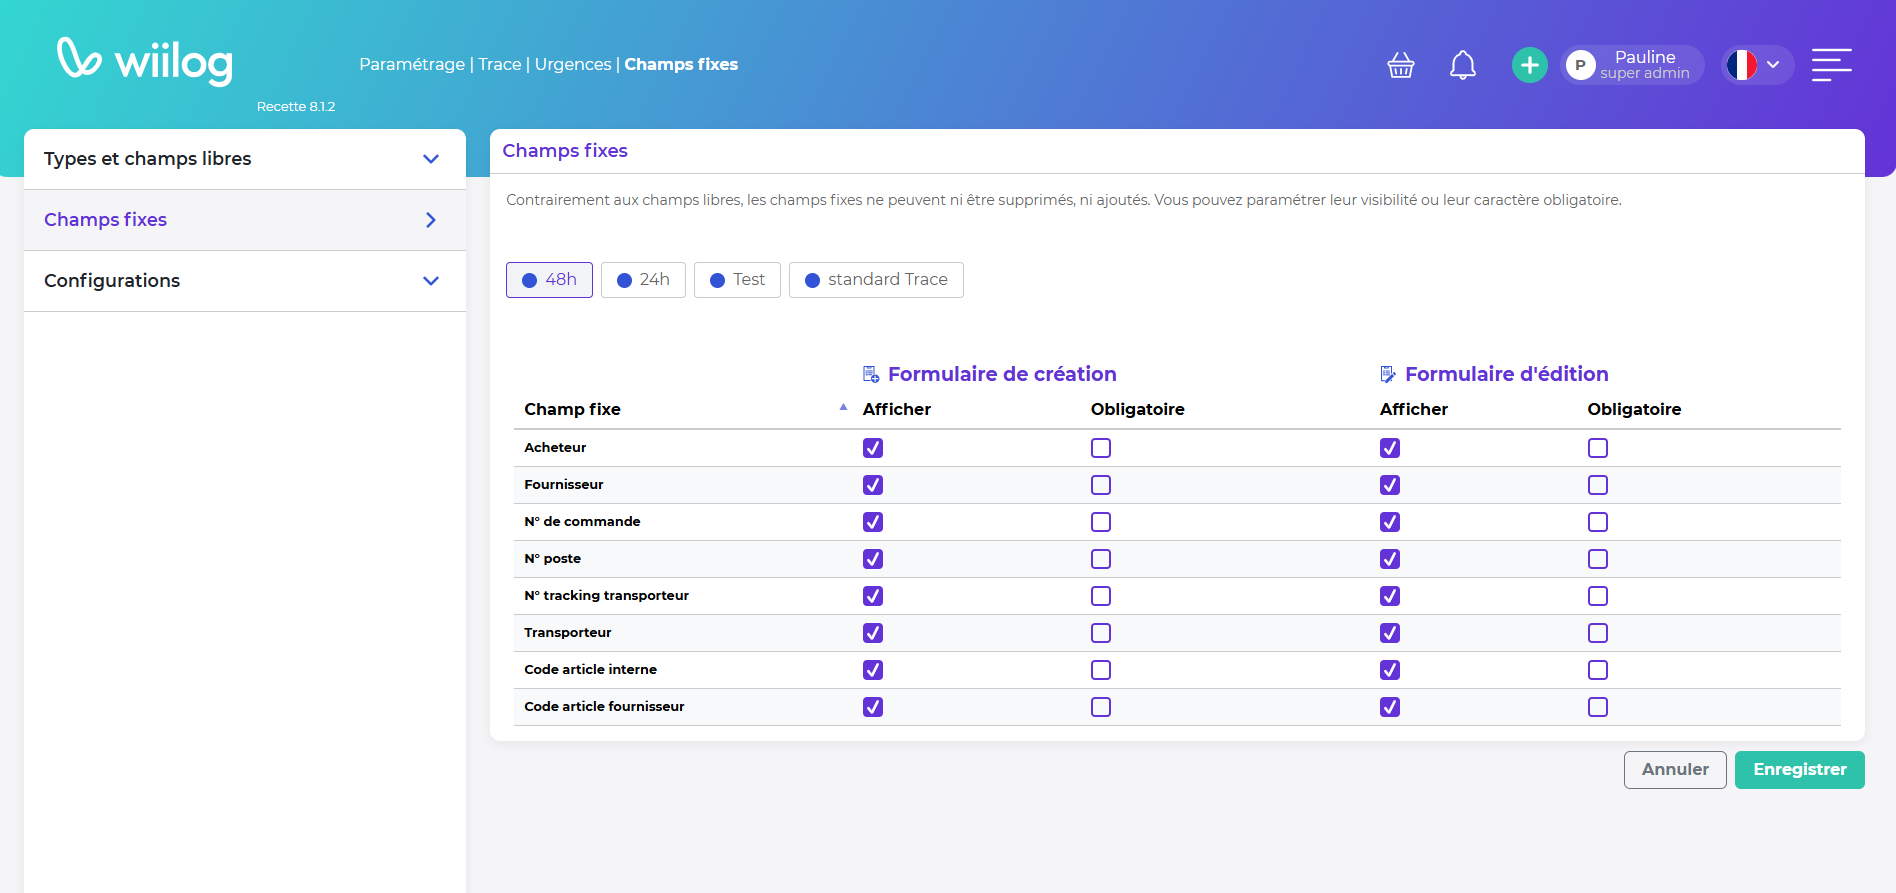 wiilog
Recette 8.1.2
Paramétrage | Trace | Urgences | Champs fixes
P
Pauline
super admin
Types et champs libres
Champs fixes
Configurations
Champs fixes
Contrairement aux champs libres, les champs fixes ne peuvent ni être supprimés, ni ajoutés. Vous pouvez paramétrer leur visibilité ou leur caractère obligatoire.
48h
24h
Test
standard Trace
Formulaire de création
Formulaire d'édition
Champ fixe Afficher Obligatoire Afficher Obligatoire
Acheteur
Fournisseur
N° de commande
N° poste
N° tracking transporteur
Transporteur
Code article interne
Code article fournisseur
Annuler
Enregistrer